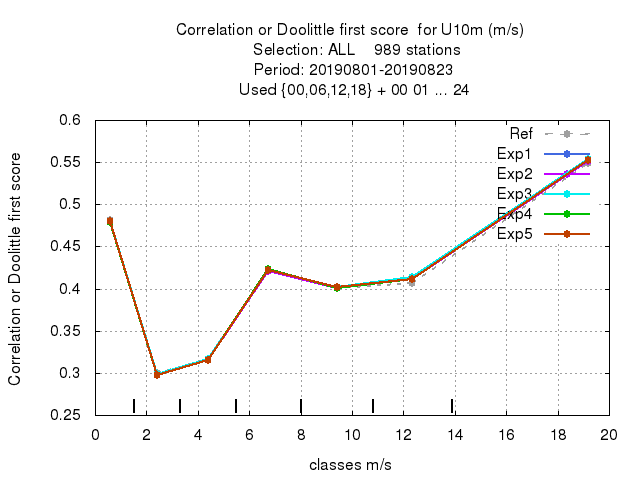 Correlation or Doolittle first score  for U10m (m/s)
Selection: ALL    989 stations
Period: 20190801-20190823
Used {00,06,12,18} + 00 01 ... 24
Correlation or Doolittle first score
0.6
0.55
0.5
0.45
0.4
0.35
0.3
0.25
Ref
Exp1
Exp2
Exp3
Exp4
Exp5
0 2 4 6 8 10 12 14 16 18 20
classes m/s